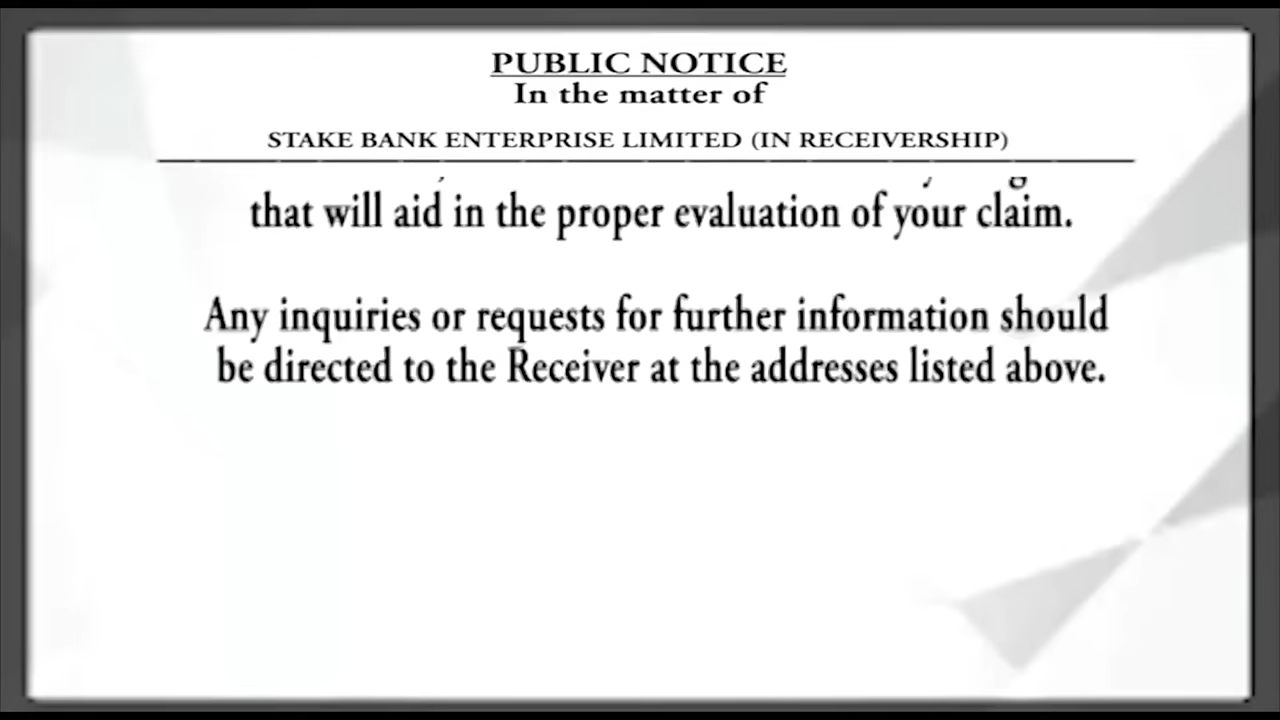 PUBLIC NOTICE
In the matter of
STAKE BANK ENTERPRISE LIMITED (IN RECEIVERSHIP)
that will aid in the proper evaluation of your claim.
Any inquiries or requests for further information should
be directed to the Receiver at the addresses listed above.